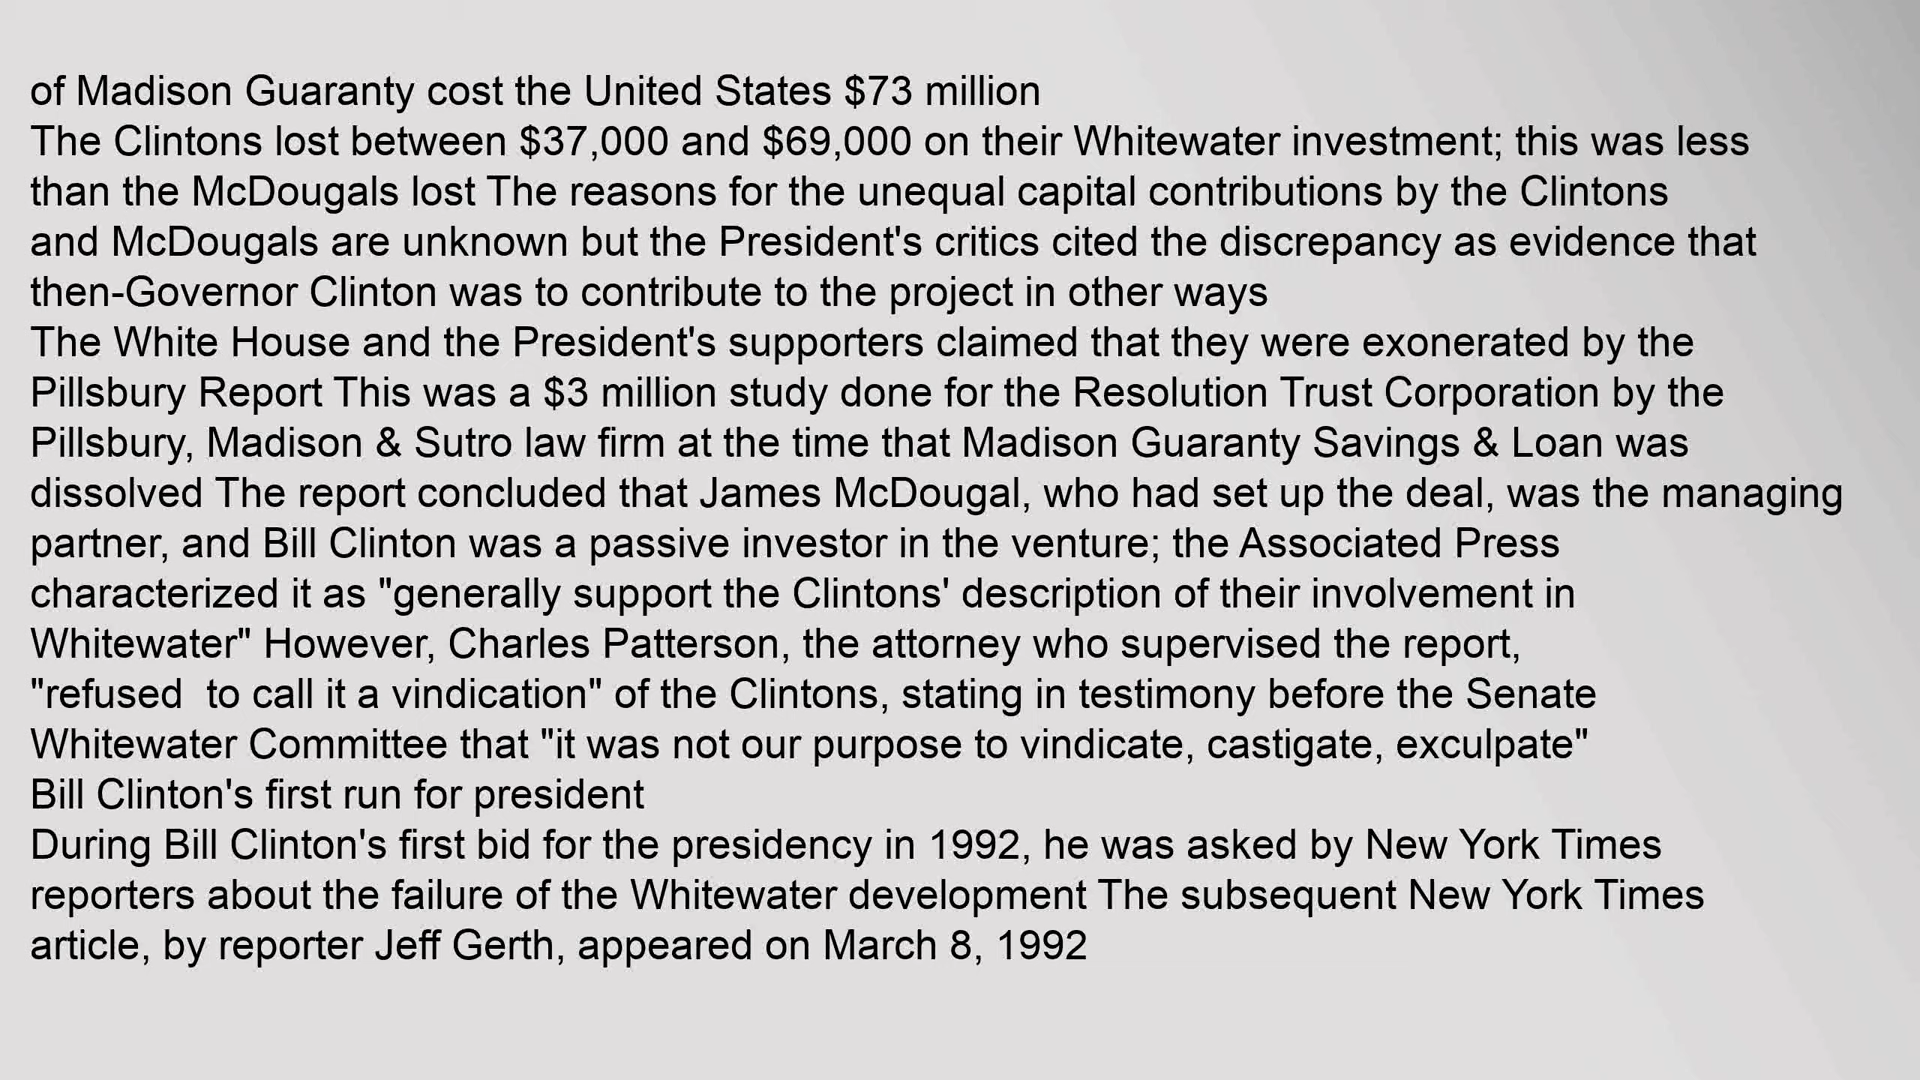 of Madison Guaranty cost the United States $73 million
The Clintons lost between $37,000 and $69,000 on their Whitewater investment; this was less
than the McDougals lost The reasons for the unequal capital contributions by the Clintons
and McDougals are unknown but the President's critics cited the discrepancy as evidence that
then-Governor Clinton was to contribute to the project in other ways
The White House and the President's supporters claimed that they were exonerated by the
Pillsbury Report This was a $3 million study done for the Resolution Trust Corporation by the
Pillsbury, Madison & Sutro law firm at the time that Madison Guaranty Savings & Loan was
dissolved The report concluded that James McDougal, who had set up the deal, was the managing
partner, and Bill Clinton was a passive investor in the venture; the Associated Press
characterized it as "generally support the Clintons' description of their involvement in
Whitewater" However, Charles Patterson, the attorney who supervised the report,
"refused  to call it a vindication" of the Clintons, stating in testimony before the Senate
Whitewater Committee that "it was not our purpose to vindicate, castigate, exculpate"
Bill Clinton's first run for president
During Bill Clinton's first bid for the presidency in 1992, he was asked by New York Times
reporters about the failure of the Whitewater development The subsequent New York Times
article, by reporter Jeff Gerth, appeared on March 8, 1992